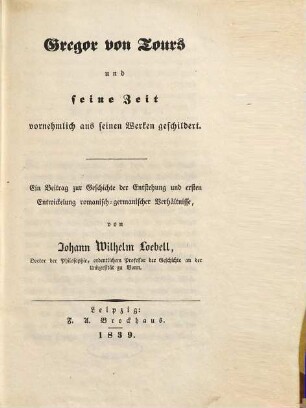 Gregor von Tours
und
seine Zeit
vornehmlich aus seinen Werken geschildert.
Ein Beitrag zur Geschichte der Entstehung und ersten
Entwickelung romanisch-germanischer Verhältnisse,
von
Johann Wilhelm Loebell,
Doctor der Philosophie, ordentlichem Professor der Geschichte an der
Universität zu Bonn.
Leipzig:
F. A. Brockhaus.
1839.